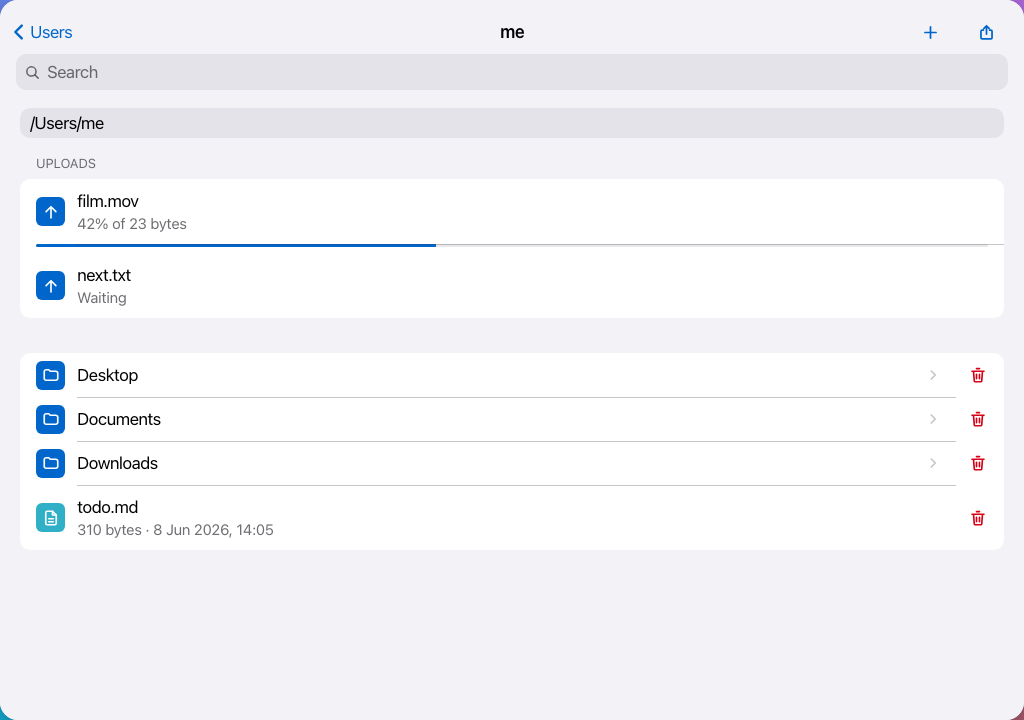 Users
me
Search
/Users/me
UPLOADS
film.mov
42% of 23 bytes
next.txt
Waiting
Desktop
Documents
Downloads
todo.md
310 bytes · 8 Jun 2026, 14:05